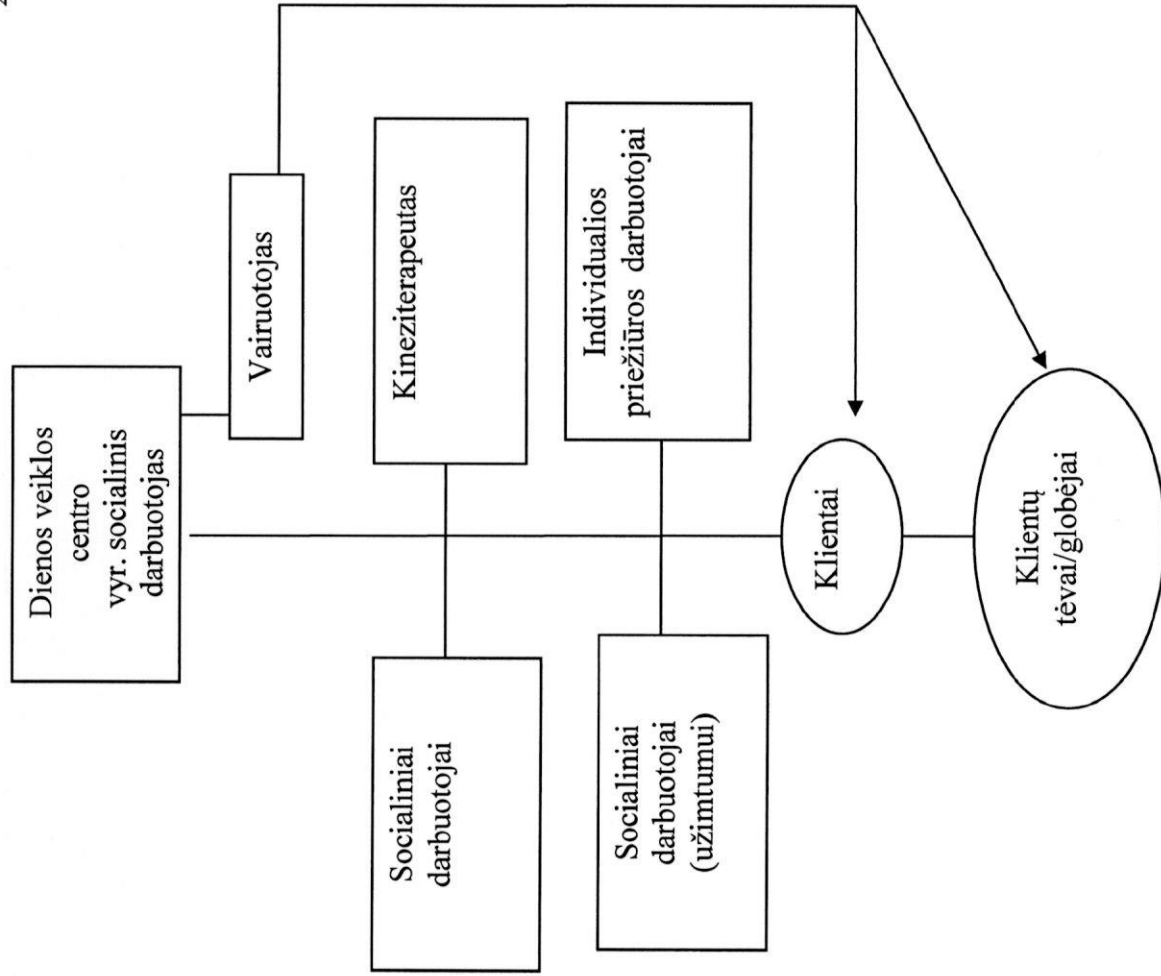 Dienos veiklos
centro
vyr. socialinis
darbuotojas
Vairuotojas
Socialiniai
darbuotojai
Kineziterapeutas
Socialiniai
darbuotojai
(užimtumui)
Individualios
priežiūros darbuotojai
Klientai
Klientų
tėvai/globėjai